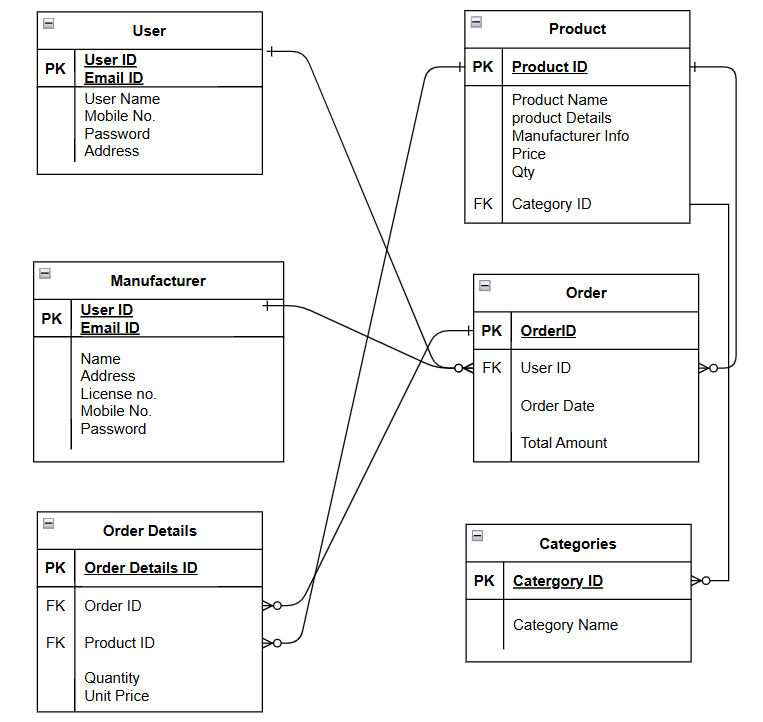 User
PK
User ID
Email ID
User Name
Mobile No.
Password
Address
Product
PK
Product ID
Product Name
product Details
Manufacturer Info
Price
Qty
FK
Category ID
Manufacturer
PK
User ID
Email ID
Name
Address
License no.
Mobile No.
Password
Order
PK
OrderID
FK
User ID
Order Date
Total Amount
Order Details
PK
Order Details ID
FK
Order ID
FK
Product ID
Quantity
Unit Price
Categories
PK
Catergory ID
Category Name